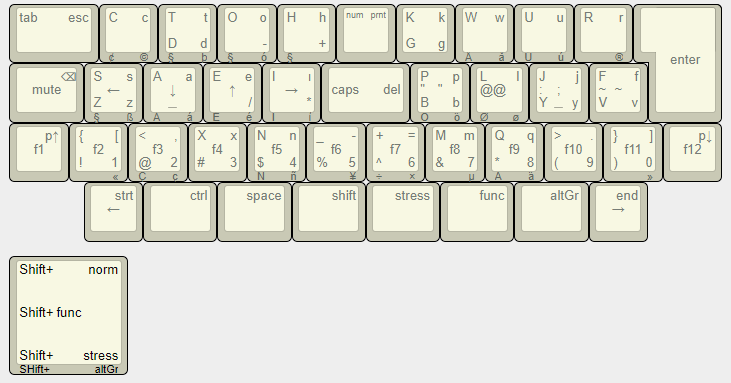 tab esc C c T t O o H h num prnt K k W w U u R r
D d - + G g
enter
¢ © § ó § Å å Ú ú ®
S s A a E e I ı P p L l J j F f
mute ⌫ ← ↓ ↑ → caps del " " @@ : ; ~ ~
Z z _ / * B b Y _ y V v
§ ß Á á É é Í í Ö ö Ø ø
p↑ { [ < , X x N n _ - + = M m Q q > . } ] p↓
f1 f2 f3 f4 f5 f6 f7 f8 f9 f10 f11 f12
! 1 @ 2 # 3 $ 4 % 5 ^ 6 & 7 * 8 ( 9 ) 0
« Ç ç Ñ ñ ¥ ÷ × µ Ä ä »
strt ctrl space shift stress func altGr end
← →
Shift+ norm
Shift+ func
Shift+ stress
SHift+ altGr